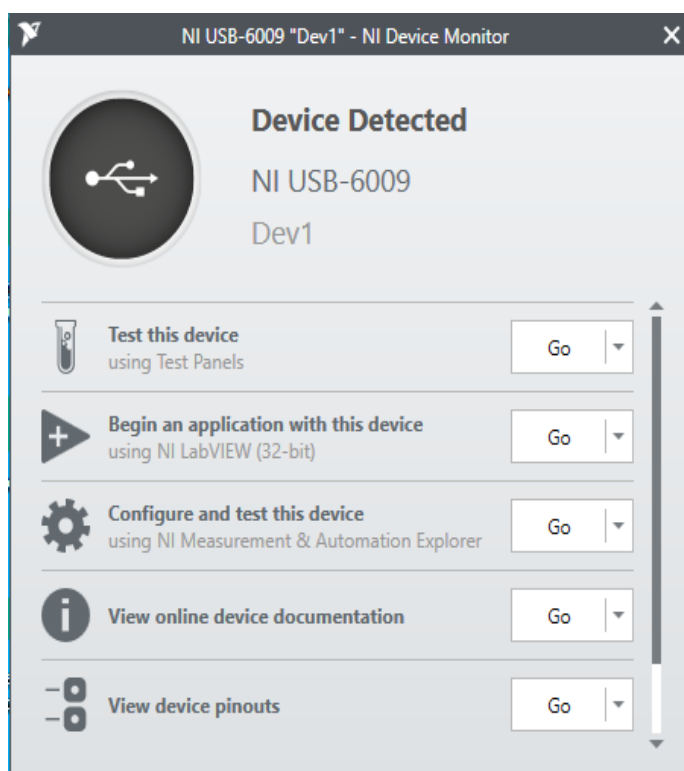 NI USB-6009 "Dev1" - NI Device Monitor
Device Detected
NI USB-6009
Dev1
Test this device
using Test Panels
Go
Begin an application with this device
using NI LabVIEW (32-bit)
Go
Configure and test this device
using NI Measurement & Automation Explorer
Go
View online device documentation
Go
View device pinouts
Go